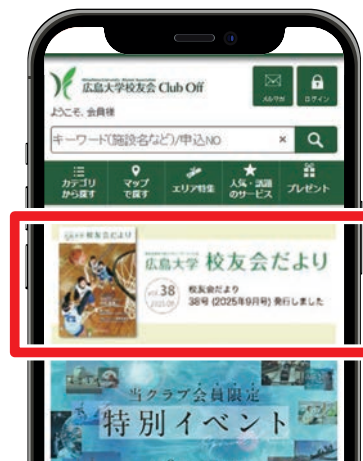 広島大学校友会 Club Off
メルマガ
ログイン
ようこそ、会員様
キーワード(施設名など)/申込NO
×
カテゴリ
から探す
マップ
で探す
エリア特集
人気・話題
のサービス
プレゼント
校友会だより
広島大学 校友会だより
vol.38
2025.09
校友会だより
38号 (2025年9月号) 発行しました
当クラブ会員限定
特別イベント